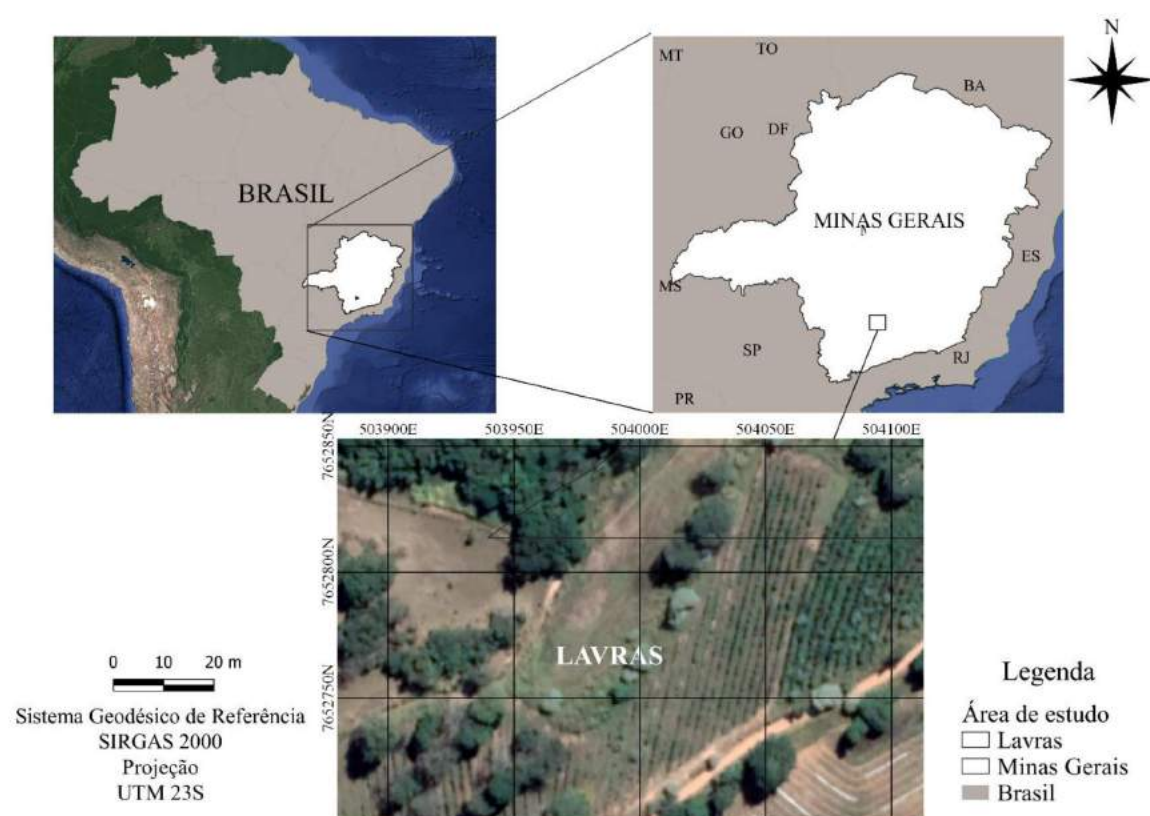 N
MT
TO
BA
GO
DF
BRASIL
MINAS GERAIS
ES
MS
SP
RJ
PR
503900E 503950E 504000E 504050E 504100E
7652850N
7652800N
7652750N
LAVRAS
0 10 20 m
Sistema Geodésico de Referência
SIRGAS 2000
Projeção
UTM 23S
Legenda
Área de estudo
Lavras
Minas Gerais
Brasil